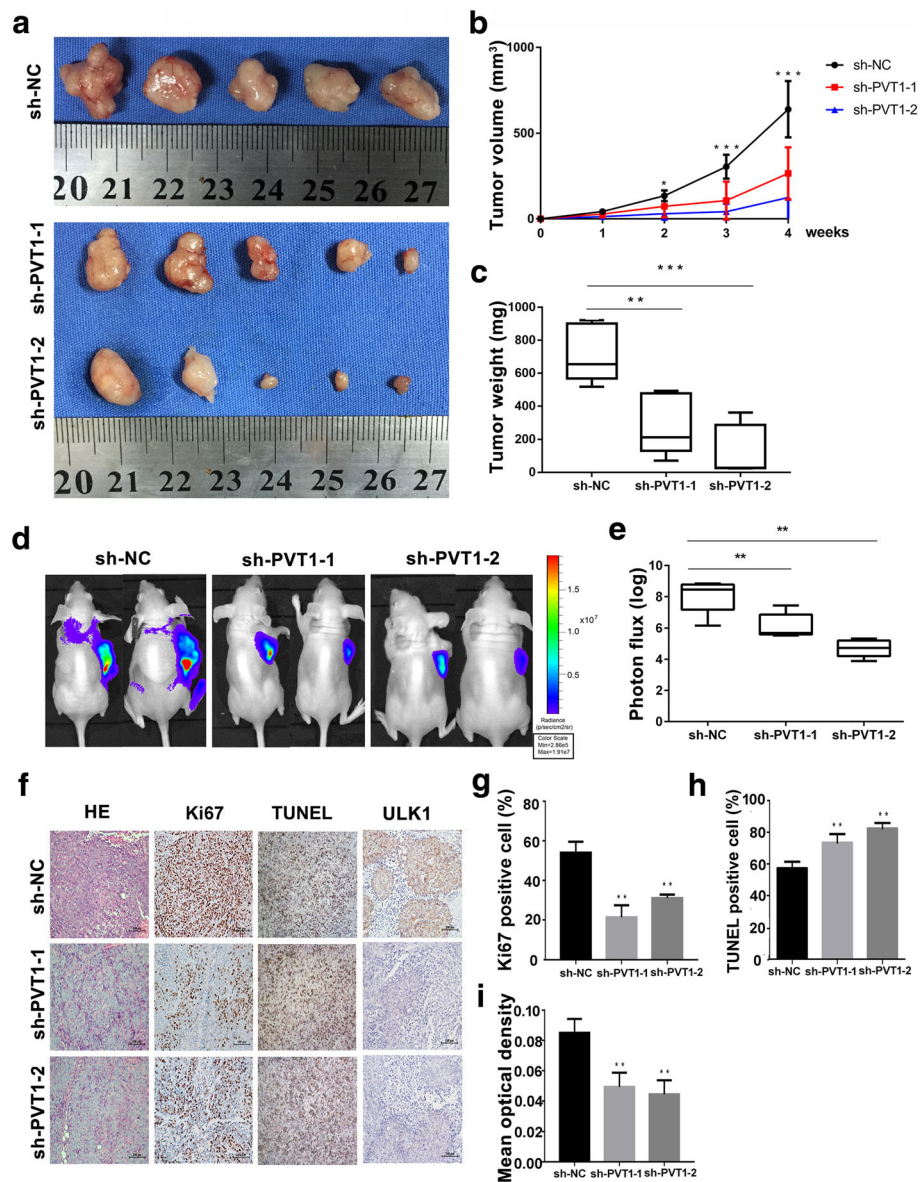 a
sh-NC
20 21 22 23 24 25 26 27
sh-PVT1-1
sh-PVT1-2
20 21 22 23 24 25 26 27
b
Tumor volume (mm³)
1000
500
0
0 1 2 3 4 weeks
*
***
***
sh-NC
sh-PVT1-1
sh-PVT1-2
c
Tumor weight (mg)
1000
800
600
400
200
0
***
**
sh-NC sh-PVT1-1 sh-PVT1-2
d
sh-NC sh-PVT1-1 sh-PVT1-2
1.5
1.0
x10⁷
0.5
Radiance
(p/sec/cm2/sr)
Color Scale
Min=2.86e5
Max=1.91e7
e
Photon flux (log)
10
8
6
4
2
0
**
**
sh-NC sh-PVT1-1 sh-PVT1-2
f
HE Ki67 TUNEL ULK1
sh-NC
sh-PVT1-1
sh-PVT1-2
g
Ki67 positive cell (%)
80
60
40
20
0
**
**
sh-NC sh-PVT1-1 sh-PVT1-2
h
TUNEL positive cell (%)
100
80
60
40
20
0
**
**
sh-NC sh-PVT1-1 sh-PVT1-2
i
Mean optical density
0.10
0.08
0.06
0.04
0.02
0.00
**
**
sh-NC sh-PVT1-1 sh-PVT1-2